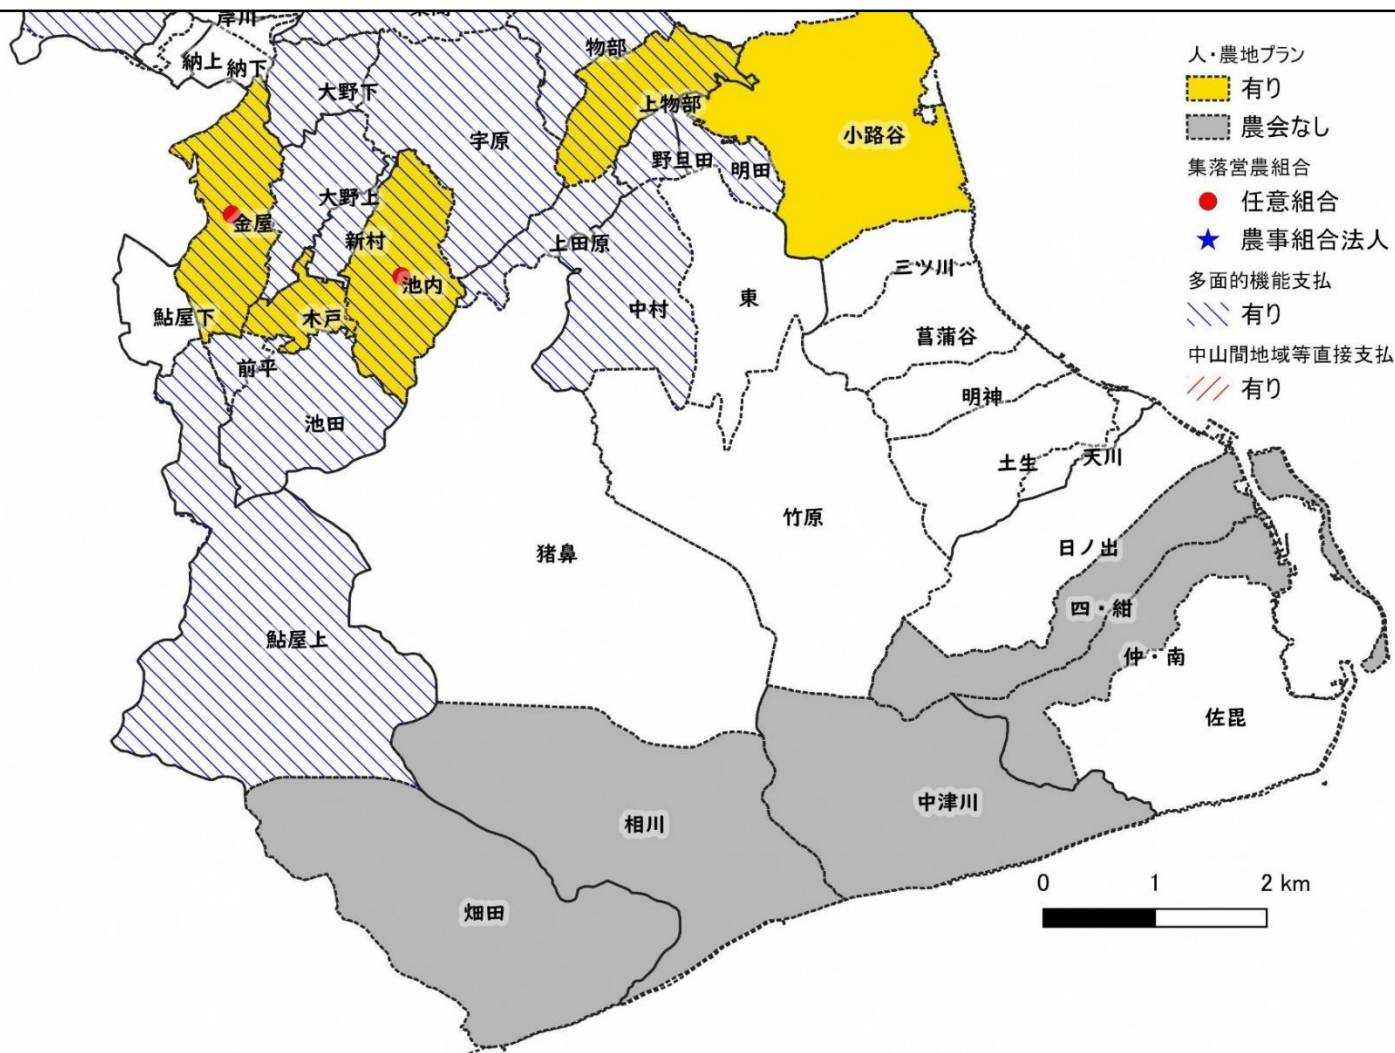 岸川
納上
納下
物部
大野下
上物部
小路谷
宇原
野旦田
明田
大野上
金屋
新村
上田原
三ツ川
池内
中村
東
鮎屋下
木戸
菖蒲谷
前平
明神
池田
土生
天川
竹原
日ノ出
猪鼻
四・紺
鮎屋上
仲・南
佐毘
中津川
相川
畑田
人・農地プラン
有り
農会なし
集落営農組合
任意組合
農事組合法人
多面的機能支払
有り
中山間地域等直接支払
有り
0 1 2 km